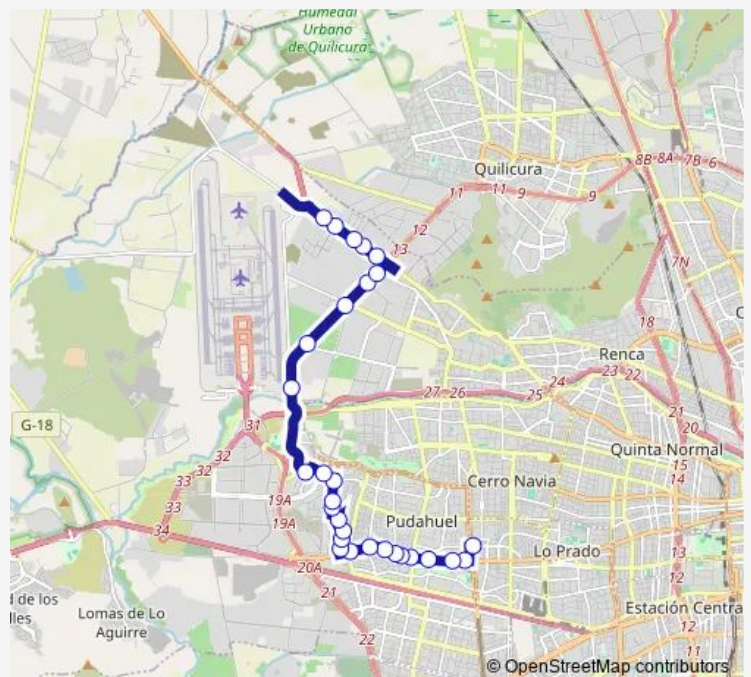 Humedal
Urbano
de Quilicura
Quilicura
8B
8A
7B
6
11
11
9
9
12
13
7N
18
Renca
23
22
24
25
27
26
21
20
G-18
31
32
32
33
33
34
19A
19A
Quinta Normal
15
14
Cerro Navia
Pudahuel
Lo Prado
13
12
20A
21
22
d de los
lles
Lomas de Lo
Aguirre
Estación Centra
12
11
© OpenStreetMap contributors